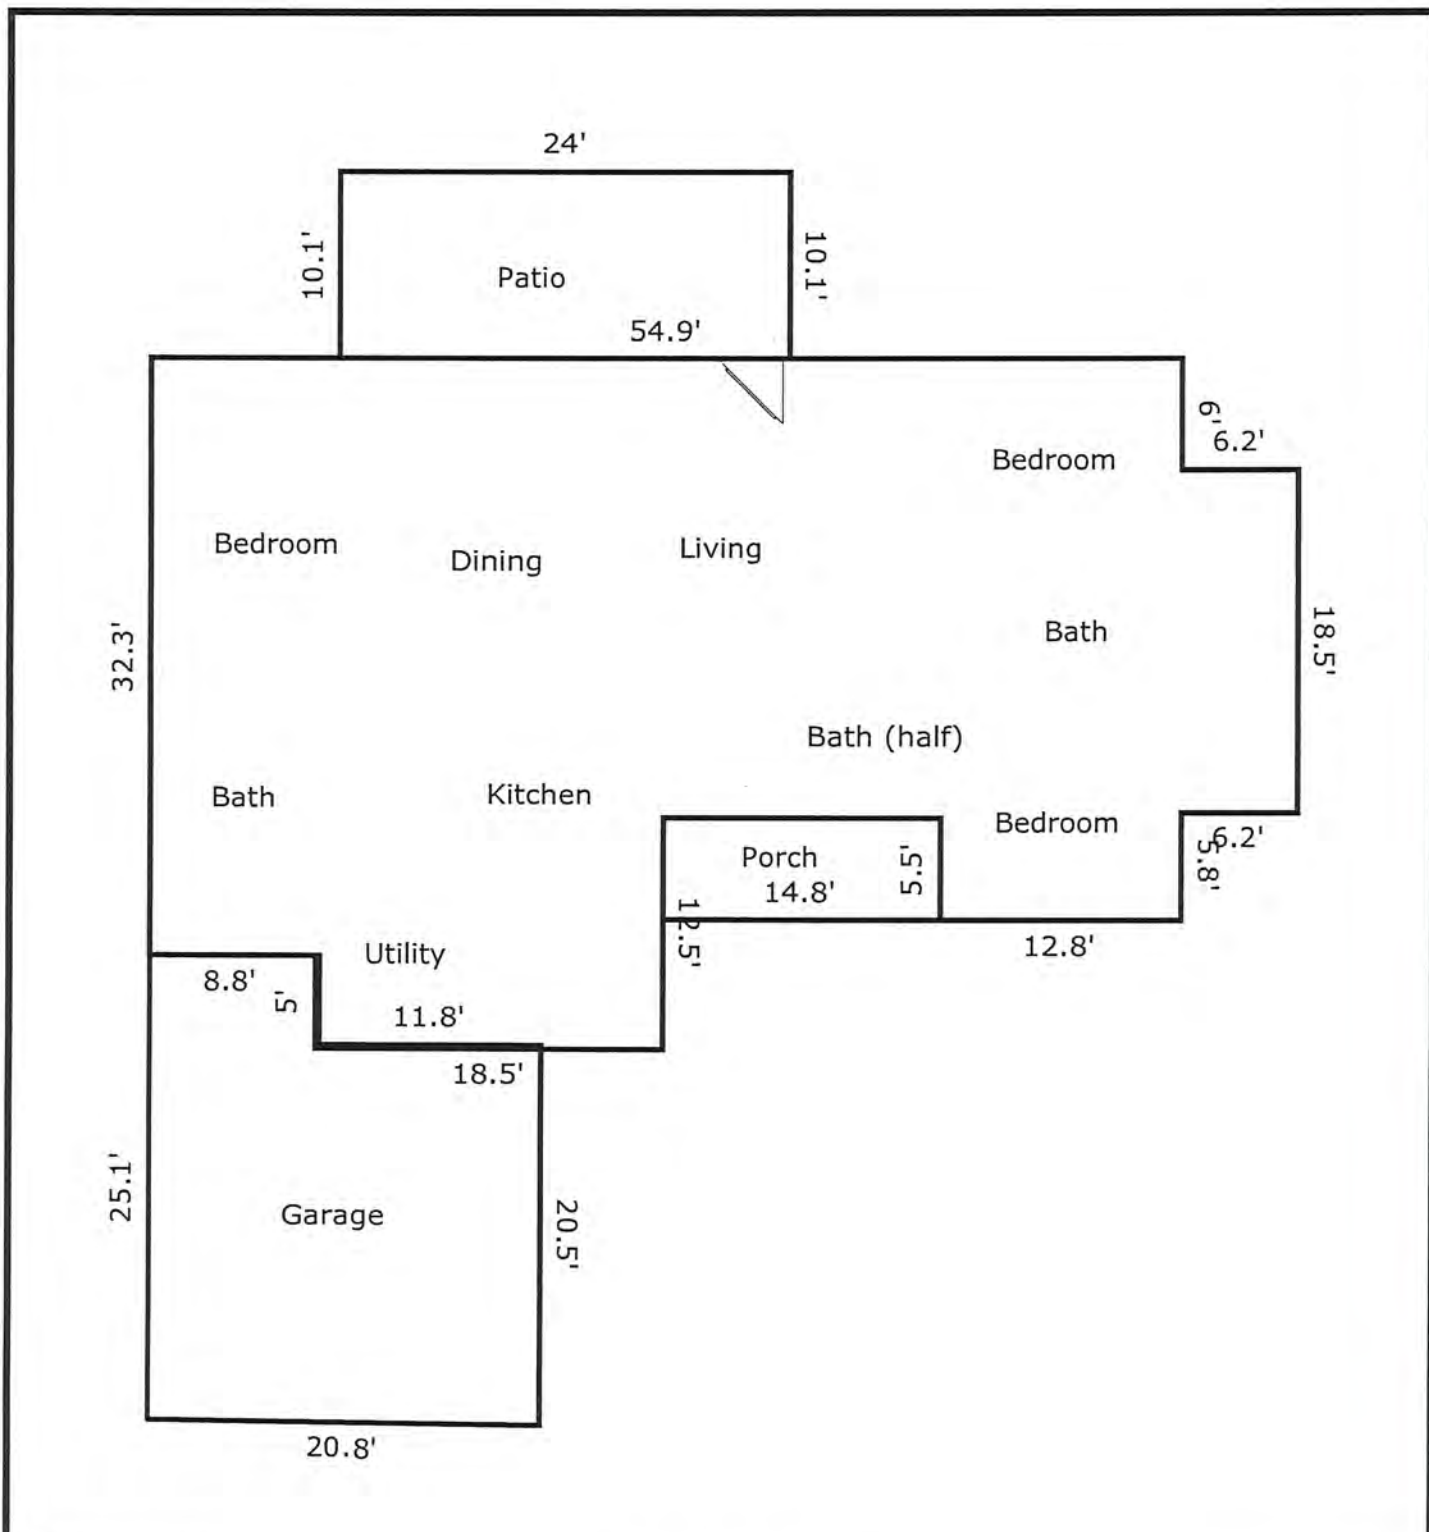 24'
10.1'
10.1'
Patio
54.9'
6'
6.2'
Bedroom
Bedroom
Dining
Living
32.3'
18.5'
Bath
Bath (half)
Bath
Kitchen
Bedroom
6.2'
5.8'
Porch
5.5'
14.8'
12.5'
12.8'
Utility
8.8'
5'
11.8'
18.5'
25.1'
Garage
20.5'
20.8'